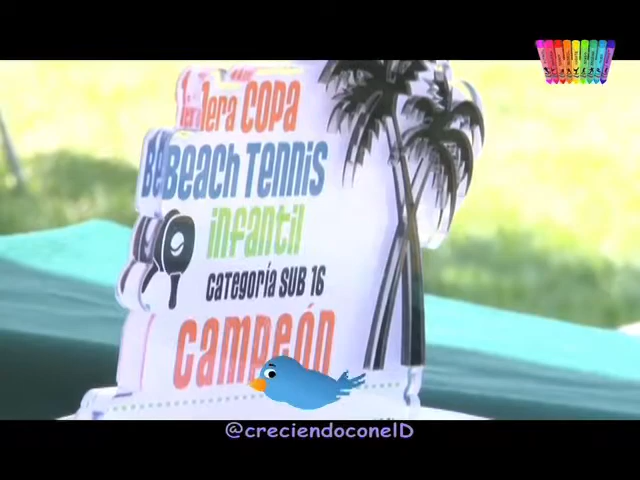 1era COPA
BEACH TENNIS
infantil
CATEGORÍA SUB 16
CAMPEÓN
@creciendoconelD